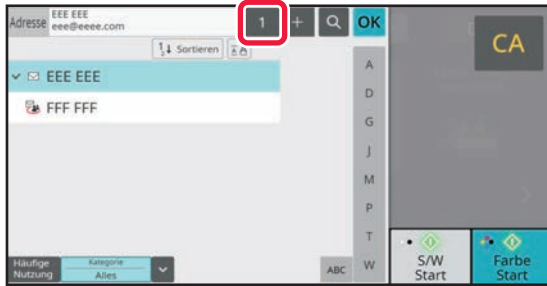 Adresse
EEE EEE
eee@eeee.com
1
+
OK
CA
Sortieren
EEE EEE
FFF FFF
A
D
G
J
M
P
T
W
Häufige
Nutzung
Kategorie
Alles
ABC
S/W
Start
Farbe
Start